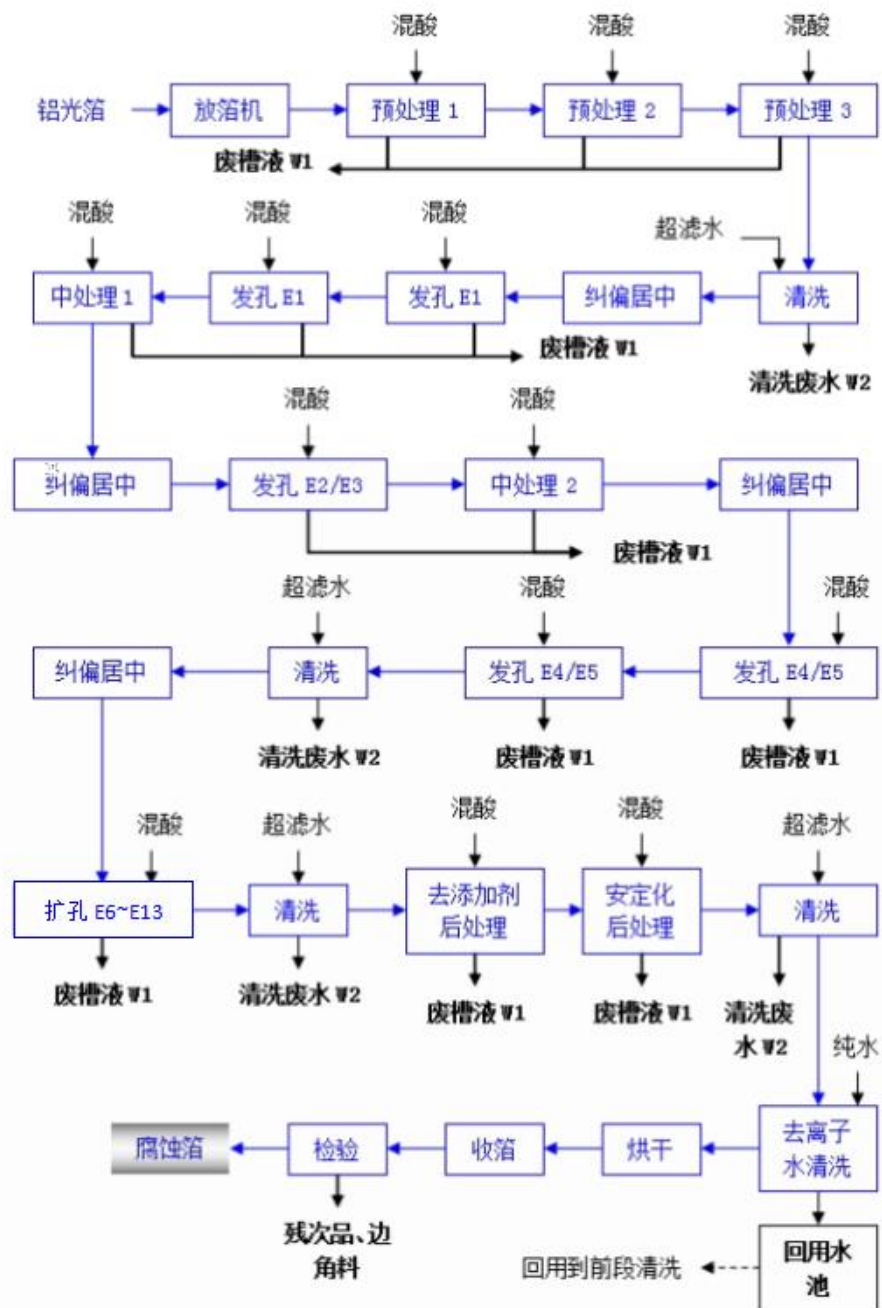 混酸
混酸
混酸
铝光箔
放箔机
预处理 1
预处理 2
预处理 3
废槽液 W1
混酸
混酸
混酸
超滤水
中处理 1
发孔 E1
发孔 E1
纠偏居中
清洗
废槽液 W1
清洗废水 W2
混酸
混酸
纠偏居中
发孔 E2/E3
中处理 2
纠偏居中
废槽液 W1
超滤水
混酸
混酸
纠偏居中
清洗
发孔 E4/E5
发孔 E4/E5
清洗废水 W2
废槽液 W1
废槽液 W1
混酸
超滤水
混酸
混酸
超滤水
扩孔 E6~E13
清洗
去添加剂
后处理
安定化
后处理
清洗
废槽液 W1
清洗废水 W2
废槽液 W1
废槽液 W1
清洗废
水 W2
纯水
腐蚀箔
检验
收箔
烘干
去离子
水清洗
残次品、边
角料
回用到前段清洗
回用水
池